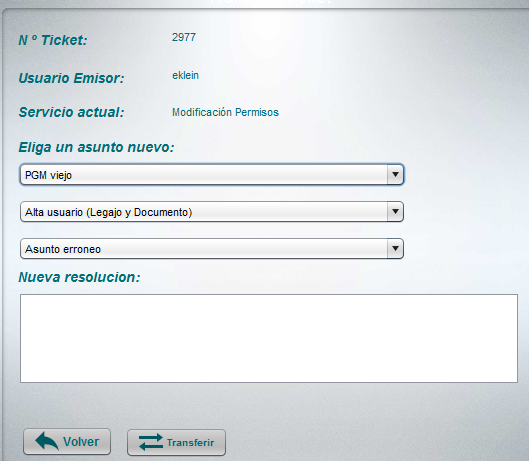 N º Ticket: 2977
Usuario Emisor: eklein
Servicio actual: Modificación Permisos
Eliga un asunto nuevo:
PGM viejo
Alta usuario (Legajo y Documento)
Asunto erroneo
Nueva resolucion:
Volver Transferir